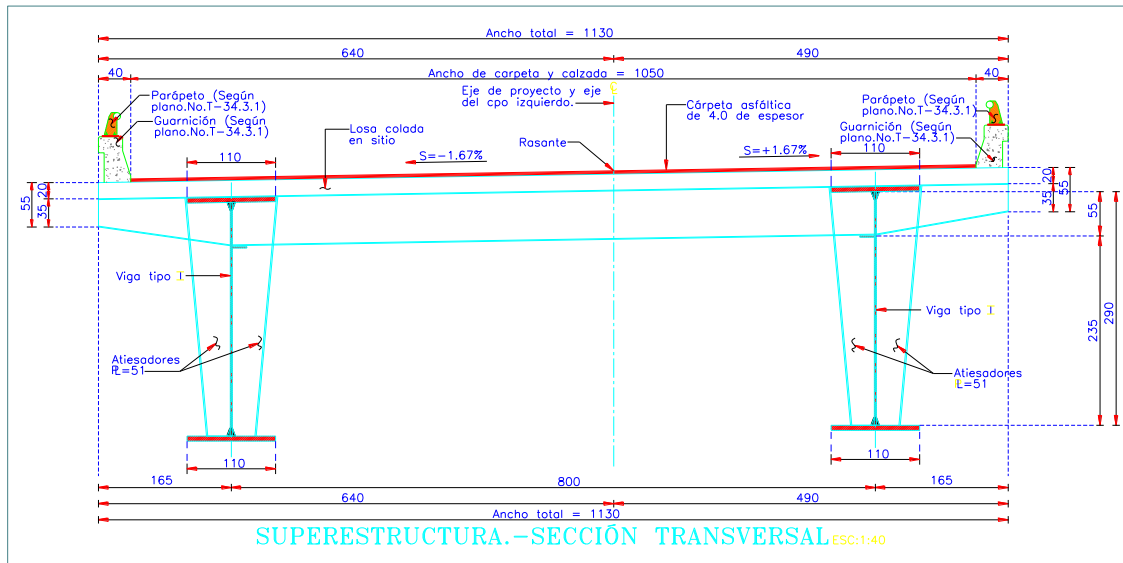 Ancho total = 1130
640
490
40
Ancho de carpeta y calzada = 1050
40
Eje de proyecto y eje
del cpo izquierdo.
Parápeto (Según
plano.No.T-34.3.1)
Guarnición (Según
plano.No.T-34.3.1)
Losa colada
en sitio
Cárpeta asfáltica
de 4.0 de espesor
Parápeto (Según
plano.No.T-34.3.1)
Guarnición (Según
plano.No.T-34.3.1)
110
S=-1.67%
Rasante
S=+1.67%
110
55
20
35
20
35
55
55
235
290
Viga tipo I
Viga tipo I
Atiesadores
PL=51
Atiesadores
PL=51
110
110
165
800
165
640
490
Ancho total = 1130
SUPERESTRUCTURA.-SECCIÓN TRANSVERSAL ESC:1:40